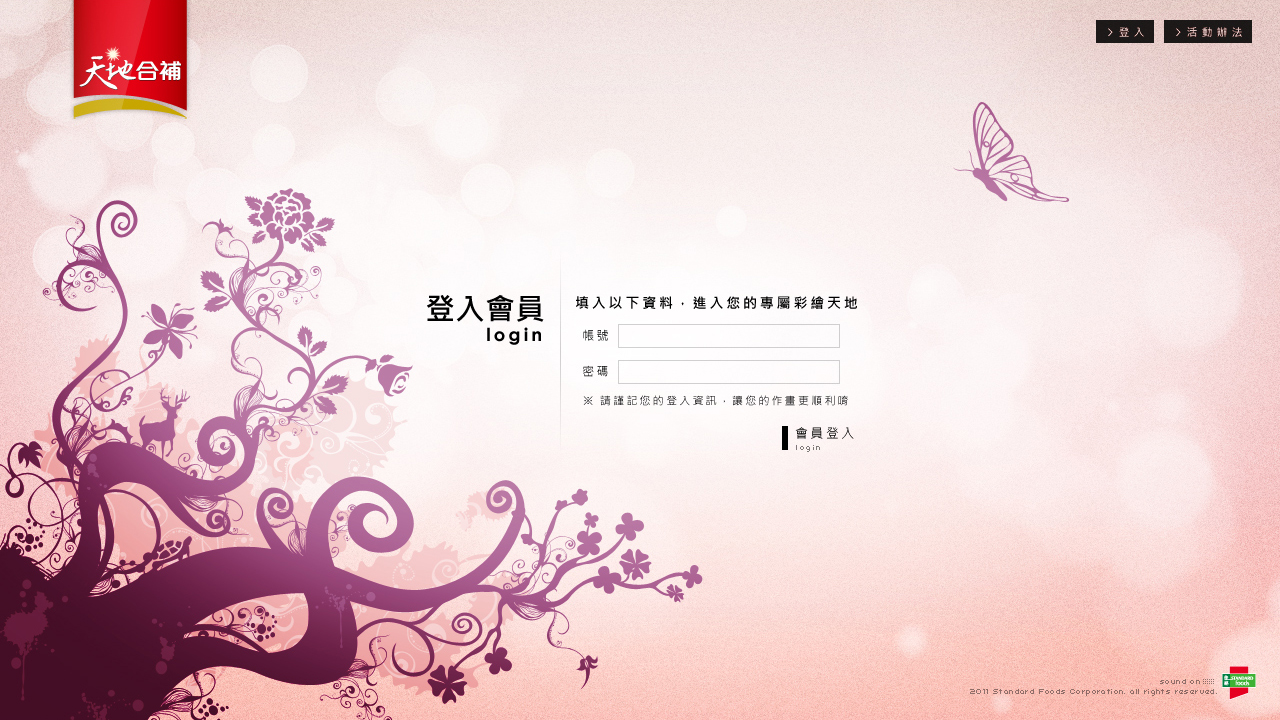 天地合補
> 登入
> 活動辦法
登入會員
login
填入以下資料，進入您的專屬彩繪天地
帳號
密碼
※ 請謹記您的登入資訊，讓您的作畫更順利唷
會員登入
login
sound on
2011 Standard Foods Corporation. all rights reserved.
STANDARD
foods